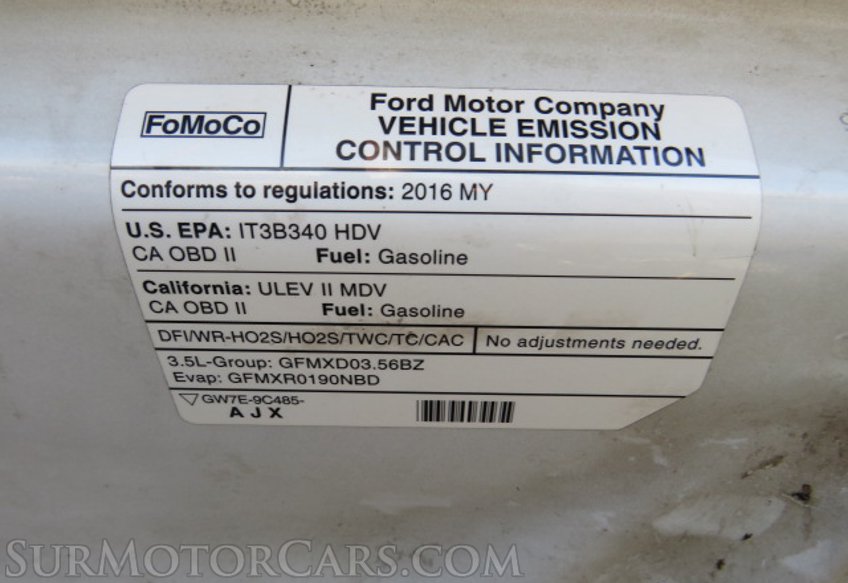 FoMoCo
Ford Motor Company
VEHICLE EMISSION
CONTROL INFORMATION
Conforms to regulations: 2016 MY
U.S. EPA: IT3B340 HDV
CA OBD II Fuel: Gasoline
California: ULEV II MDV
CA OBD II Fuel: Gasoline
DFI/WR-HO2S/HO2S/TWC/TC/CAC No adjustments needed.
3.5L-Group: GFMXD03.56BZ
Evap: GFMXR0190NBD
GW7E-9C485-
A J X
SURMOTORCARS.COM